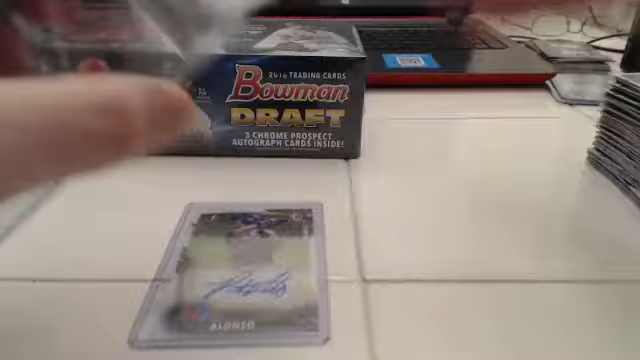 2016 TRADING CARDS
Bowman
DRAFT
3 CHROME PROSPECT
AUTOGRAPH CARDS INSIDE!
ALONSO